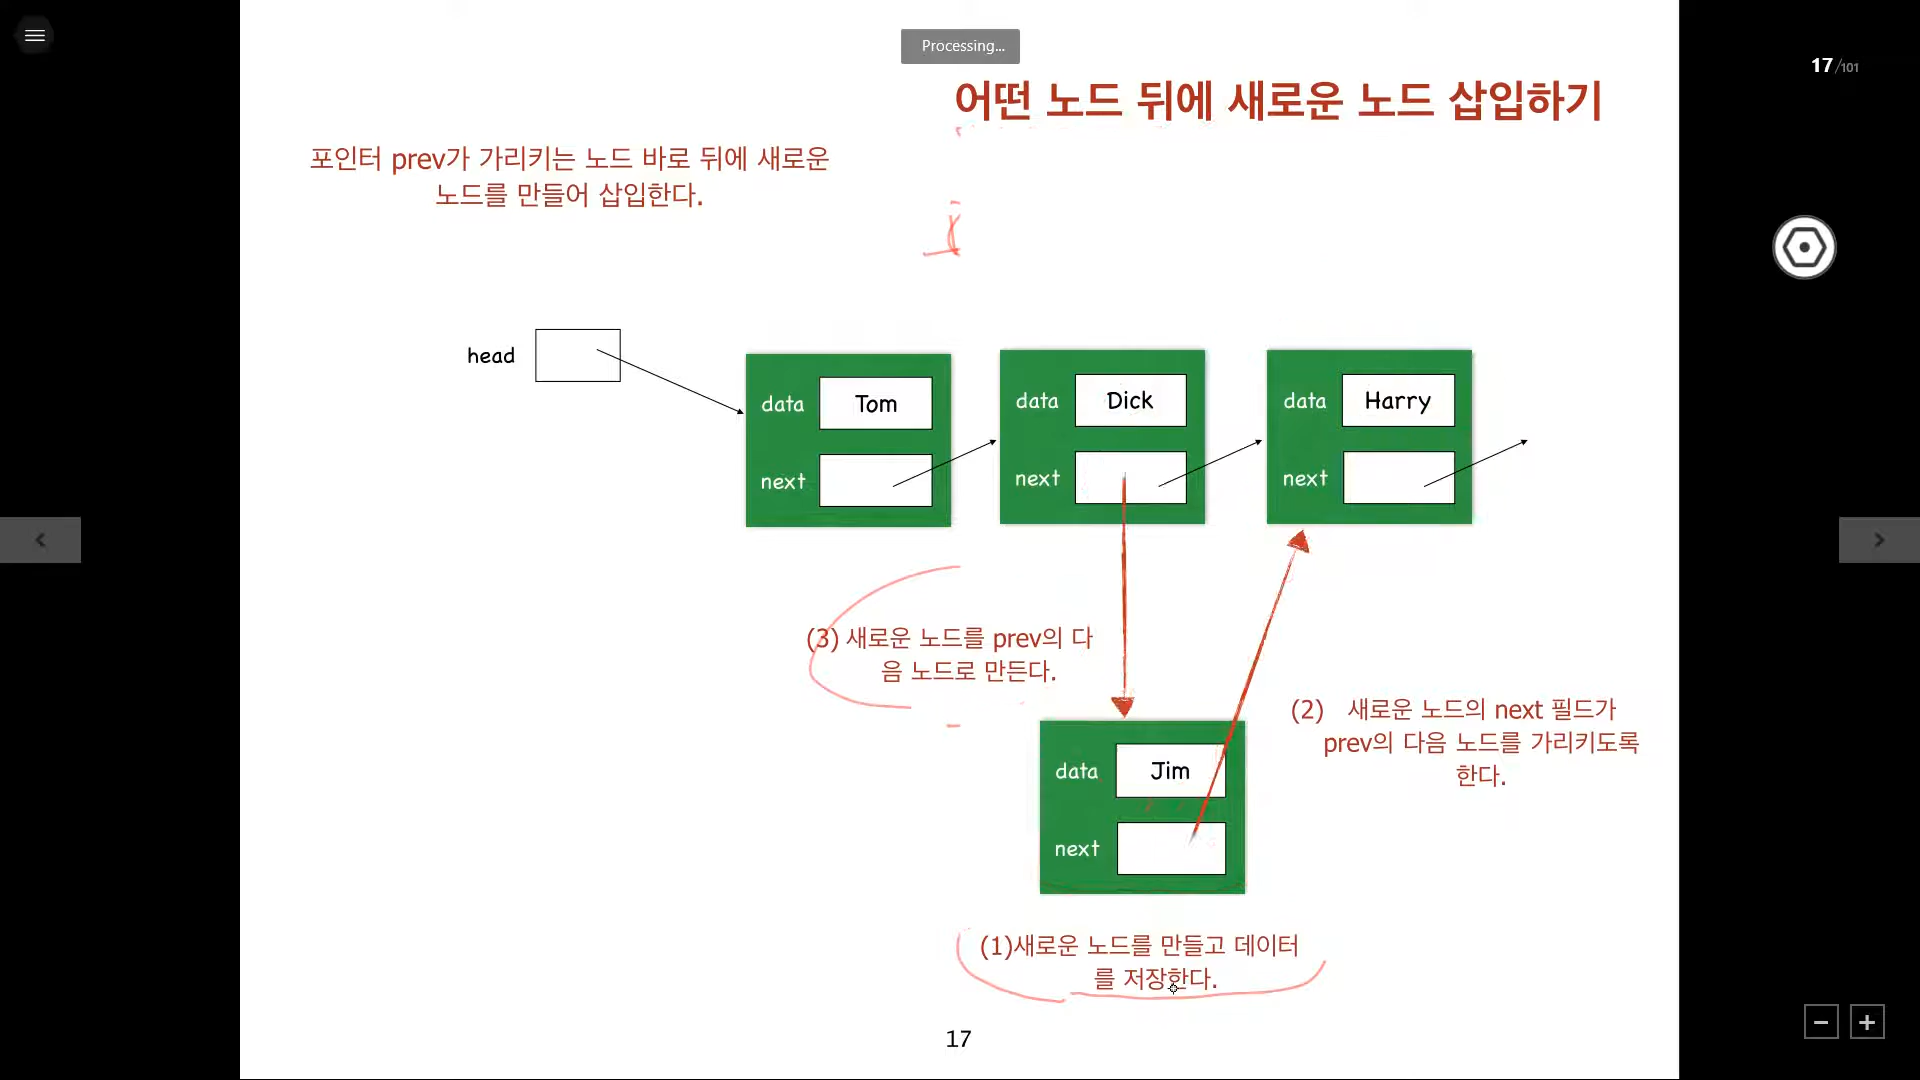 Processing...
17/101
어떤 노드 뒤에 새로운 노드 삽입하기
포인터 prev가 가리키는 노드 바로 뒤에 새로운
노드를 만들어 삽입한다.
head
data Tom
next
data Dick
next
data Harry
next
(3) 새로운 노드를 prev의 다
음 노드로 만든다.
(2) 새로운 노드의 next 필드가
prev의 다음 노드를 가리키도록
한다.
data Jim
next
(1)새로운 노드를 만들고 데이터
를 저장한다.
17